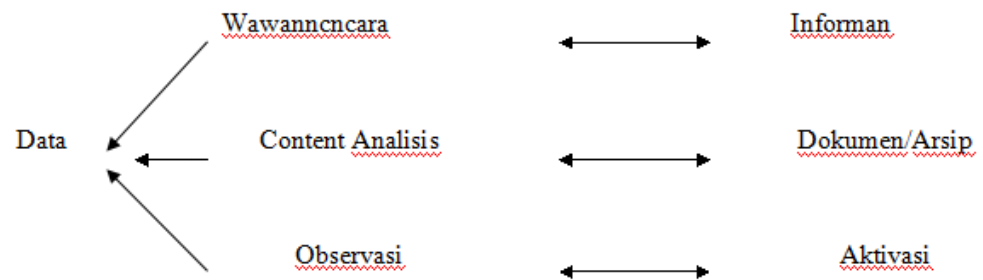 Wawanncncara Informan
Data Content Analisis Dokumen/Arsip
Observasi Aktivasi